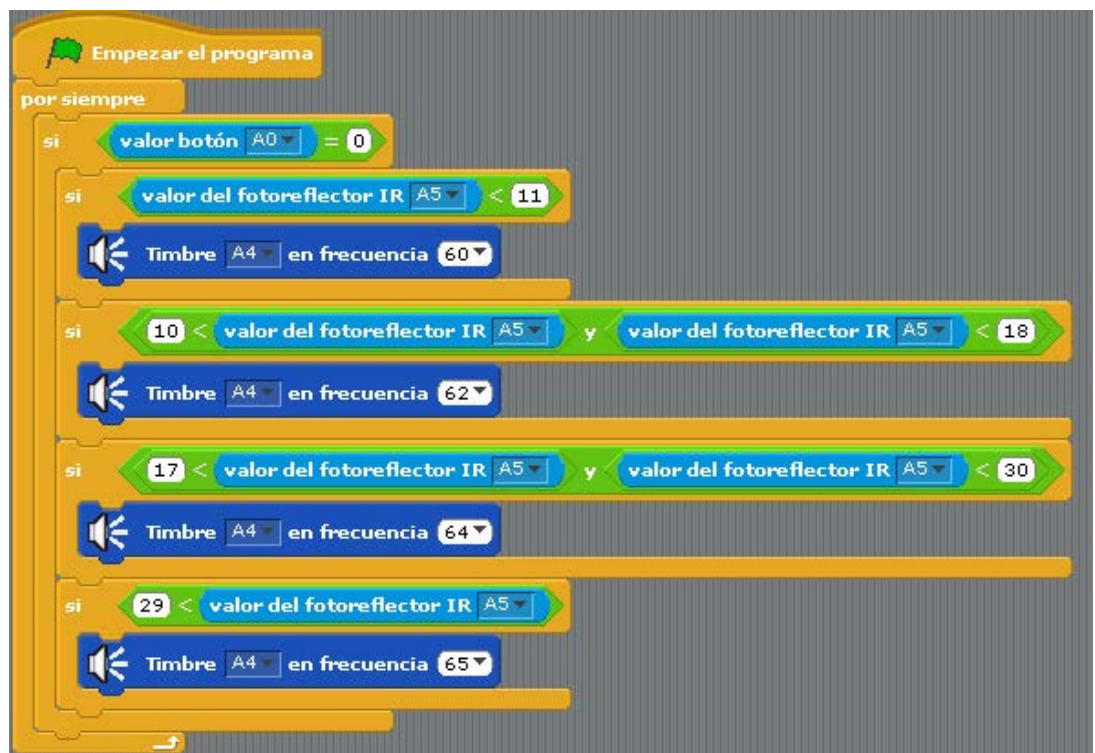 Empezar el programa
por siempre
si valor botón A0 = 0
si valor del fotoreflector IR A5 < 11
Timbre A4 en frecuencia 60
si 10 < valor del fotoreflector IR A5 y valor del fotoreflector IR A5 < 18
Timbre A4 en frecuencia 62
si 17 < valor del fotoreflector IR A5 y valor del fotoreflector IR A5 < 30
Timbre A4 en frecuencia 64
si 29 < valor del fotoreflector IR A5
Timbre A4 en frecuencia 65